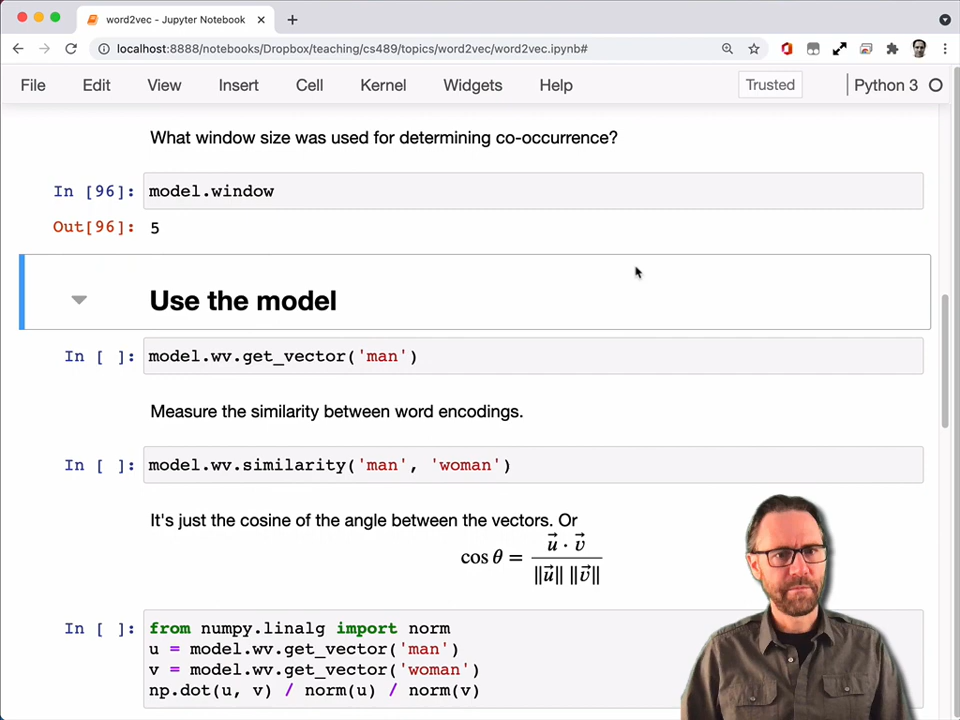 word2vec - Jupyter Notebook
localhost:8888/notebooks/Dropbox/teaching/cs489/topics/word2vec/word2vec.ipynb#
File Edit View Insert Cell Kernel Widgets Help Trusted Python 3
What window size was used for determining co-occurrence?
In [96]: model.window
Out[96]: 5
Use the model
In [ ]: model.wv.get_vector('man')
Measure the similarity between word encodings.
In [ ]: model.wv.similarity('man', 'woman')
It's just the cosine of the angle between the vectors. Or
cos θ = u⃗ · v⃗ / ‖u⃗‖ ‖v⃗‖
In [ ]: from numpy.linalg import norm
u = model.wv.get_vector('man')
v = model.wv.get_vector('woman')
np.dot(u, v) / norm(u) / norm(v)